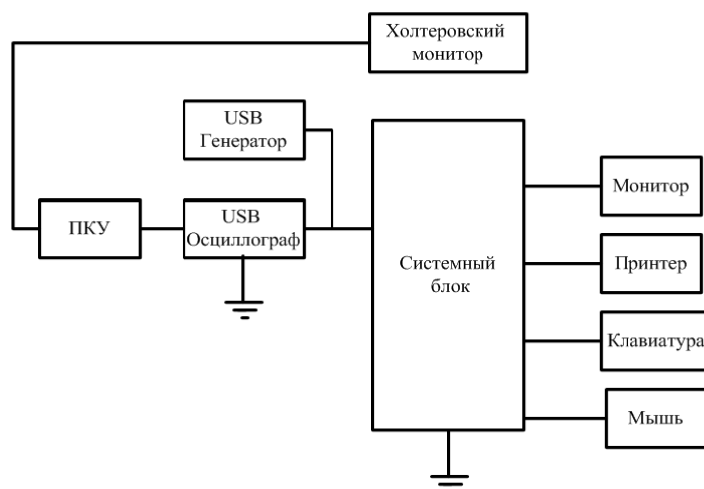 Холтеровский
монитор
USB
Генератор
ПКУ
USB
Осциллограф
Системный
блок
Монитор
Принтер
Клавиатура
Мышь